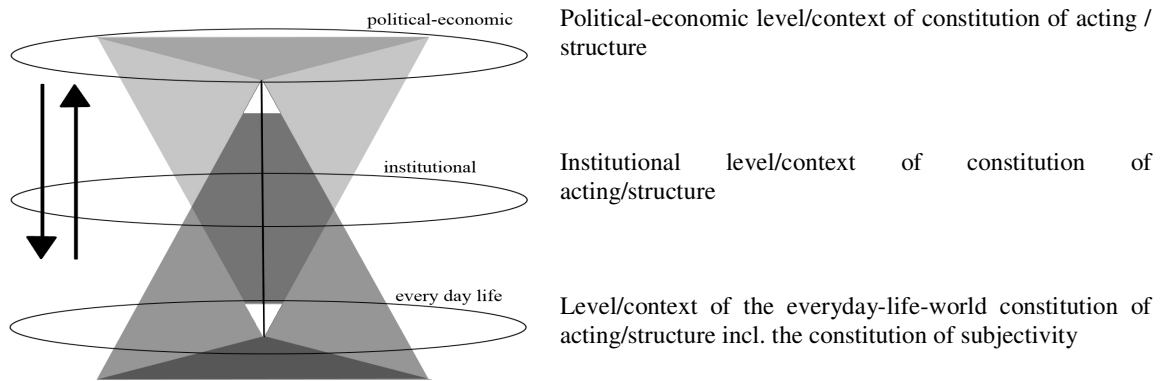 political-economic
Political-economic level/context of constitution of acting /
structure
institutional
Institutional level/context of constitution of
acting/structure
every day life
Level/context of the everyday-life-world constitution of
acting/structure incl. the constitution of subjectivity